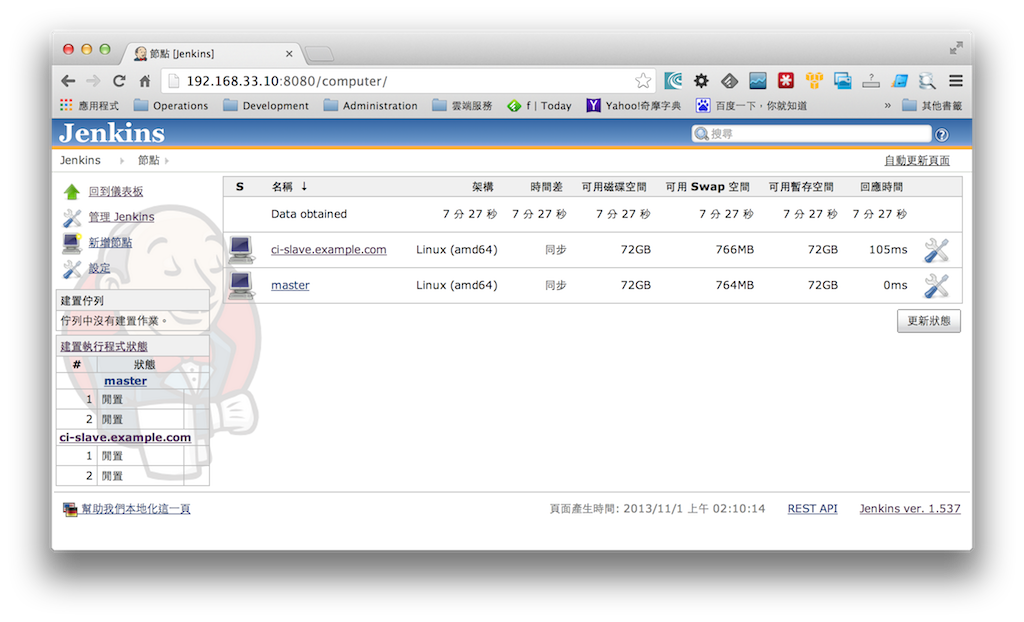 節點 [Jenkins]
192.168.33.10:8080/computer/
應用程式 Operations Development Administration 雲端服務 f | Today Yahoo!奇摩字典 百度一下，你就知道 » 其他書籤
Jenkins 搜尋
Jenkins 節點 自動更新頁面
回到儀表板
管理 Jenkins
新增節點
設定
建置佇列
佇列中沒有建置作業。
建置執行程式狀態
# 狀態
master
1 閒置
2 閒置
ci-slave.example.com
1 閒置
2 閒置
S 名稱 ↓ 架構 時間差 可用磁碟空間 可用 Swap 空間 可用暫存空間 回應時間
Data obtained 7 分 27 秒 7 分 27 秒 7 分 27 秒 7 分 27 秒 7 分 27 秒 7 分 27 秒
ci-slave.example.com Linux (amd64) 同步 72GB 766MB 72GB 105ms
master Linux (amd64) 同步 72GB 764MB 72GB 0ms
更新狀態
幫助我們本地化這一頁 頁面產生時間: 2013/11/1 上午 02:10:14 REST API Jenkins ver. 1.537